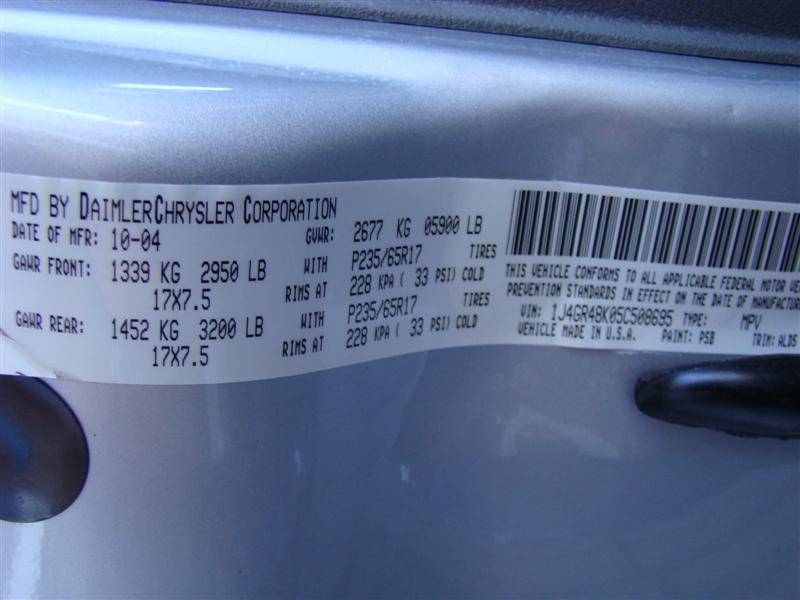 MFD BY DAIMLERCHRYSLER CORPORATION
DATE OF MFR: 10-04 GVWR: 2677 KG 05900 LB
GAWR FRONT: 1339 KG 2950 LB WITH P235/65R17 TIRES
17X7.5 RIMS AT 228 KPA ( 33 PSI) COLD
GAWR REAR: 1452 KG 3200 LB WITH P235/65R17 TIRES
17X7.5 RIMS AT 228 KPA ( 33 PSI) COLD
THIS VEHICLE CONFORMS TO ALL APPLICABLE FEDERAL MOTOR
PREVENTION STANDARDS IN EFFECT ON THE DATE OF
VIN: 1J4GR48K05C508695 TYPE: MPV
VEHICLE MADE IN U.S.A. PAINT: PSB TRIM: ALDS